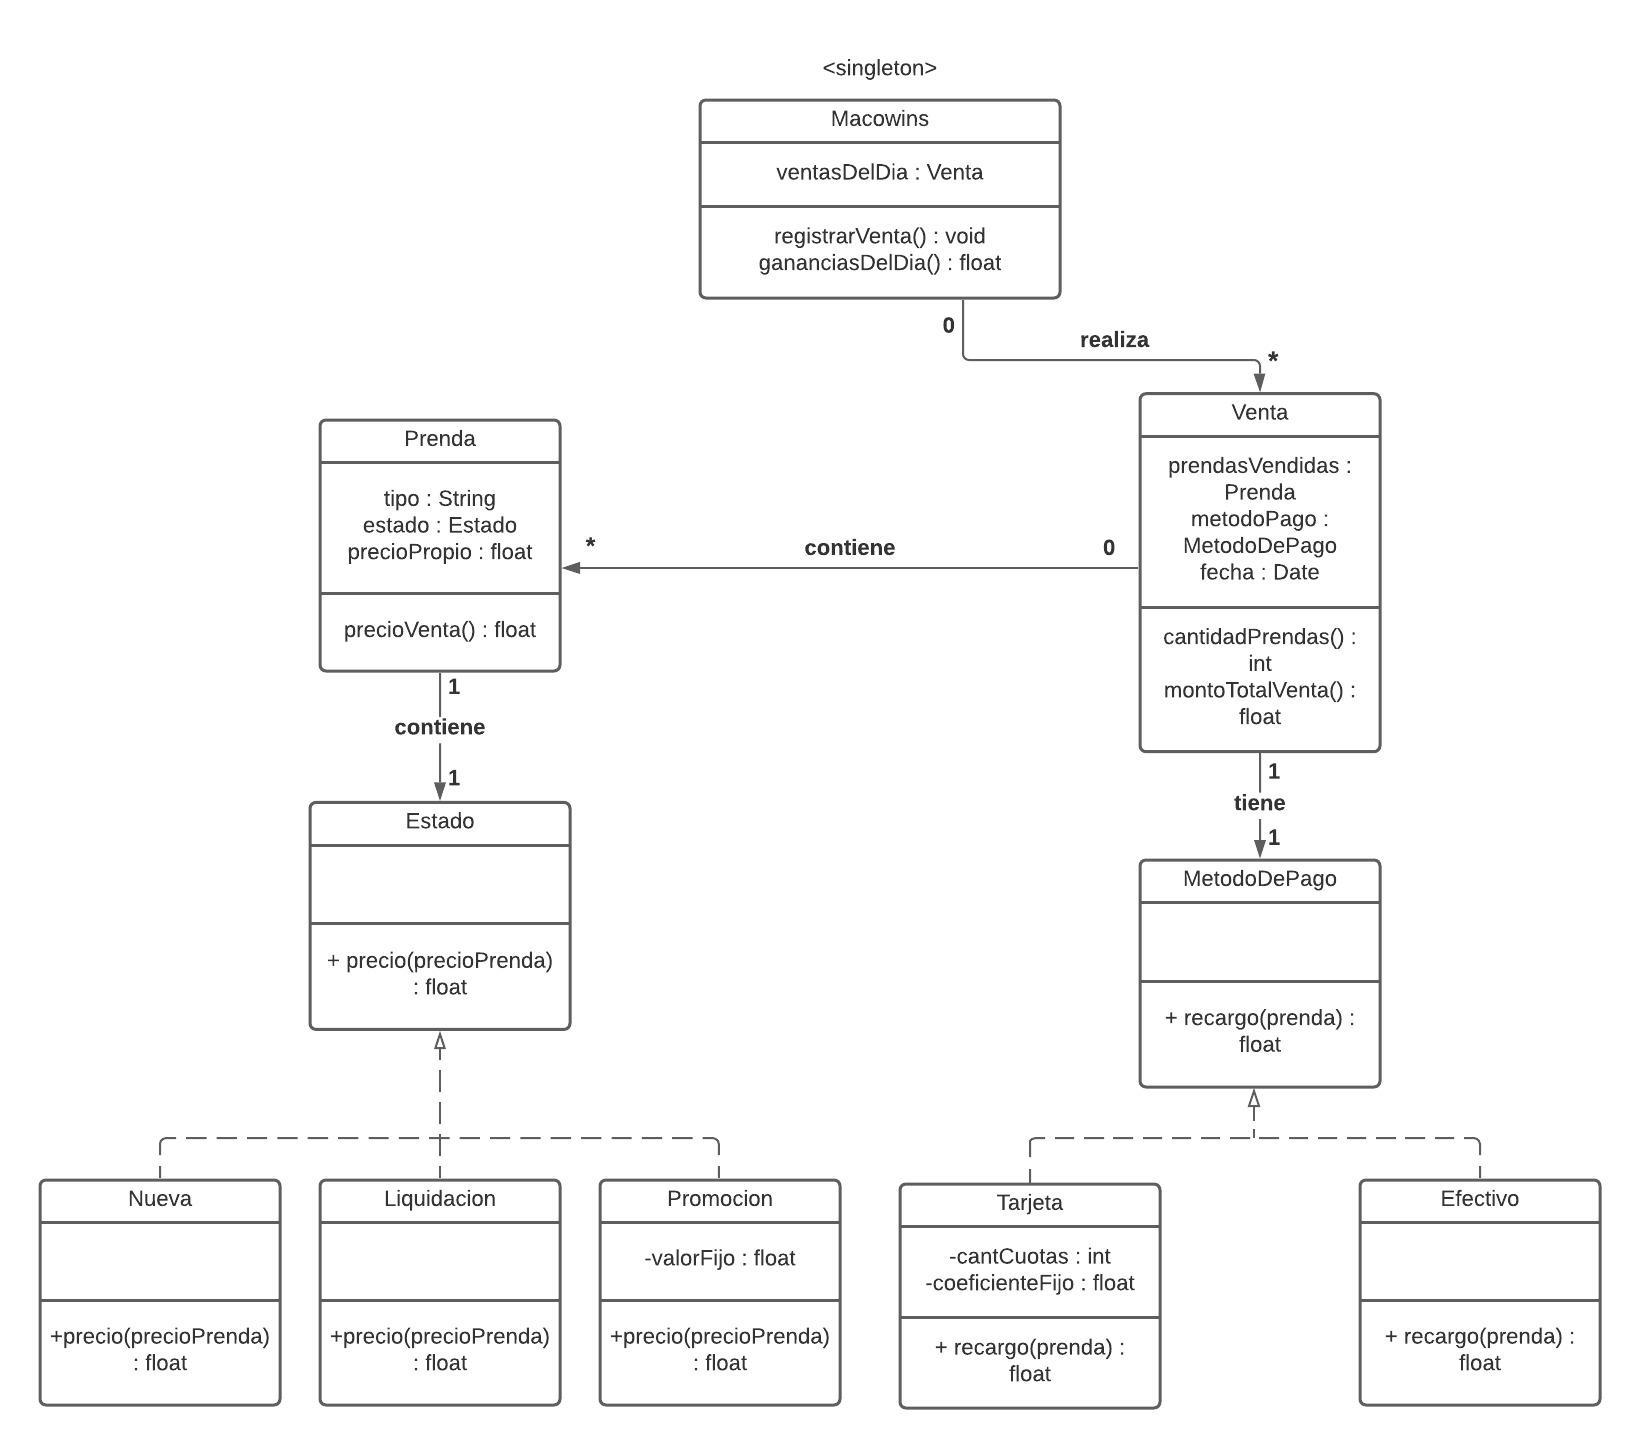 <singleton>
Macowins
ventasDelDia : Venta
registrarVenta() : void
gananciasDelDia() : float
0
realiza
*
Venta
prendasVendidas :
Prenda
metodoPago :
MetodoDePago
fecha : Date
cantidadPrendas() :
int
montoTotalVenta() :
float
Prenda
tipo : String
estado : Estado
precioPropio : float
precioVenta() : float
*
contiene
0
1
contiene
1
1
tiene
1
Estado
+ precio(precioPrenda)
: float
MetodoDePago
+ recargo(prenda) :
float
Nueva
+precio(precioPrenda)
: float
Liquidacion
+precio(precioPrenda)
: float
Promocion
-valorFijo : float
+precio(precioPrenda)
: float
Tarjeta
-cantCuotas : int
-coeficienteFijo : float
+ recargo(prenda) :
float
Efectivo
+ recargo(prenda) :
float